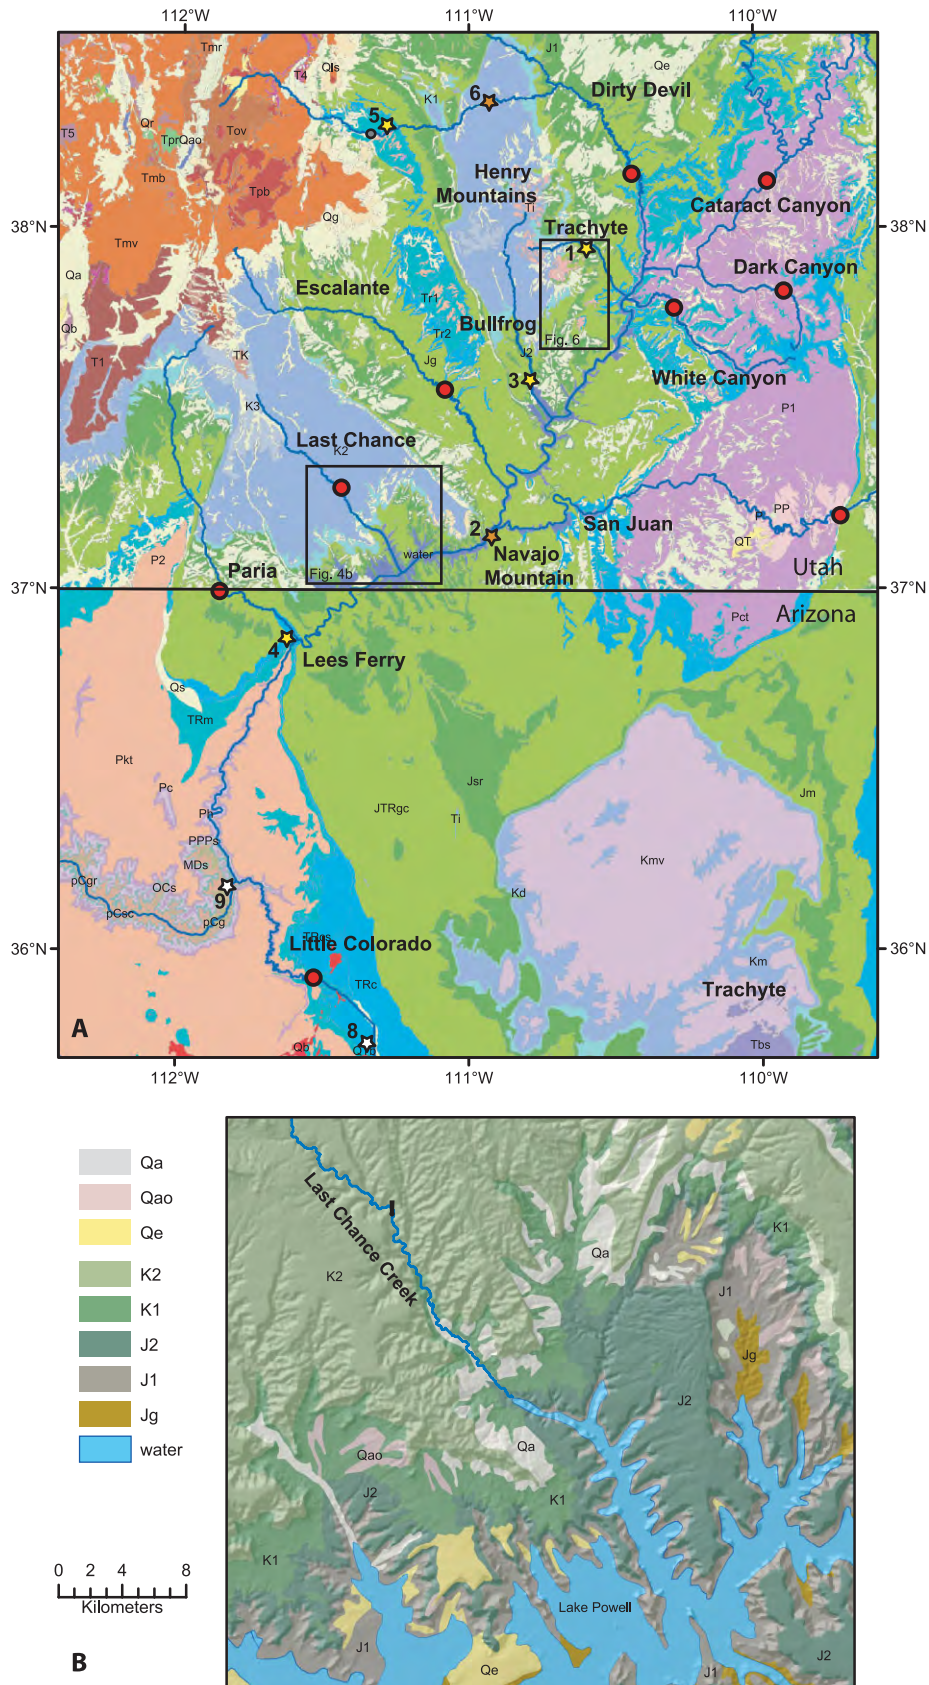 112°W 111°W 110°W
Tmr
J1
Qls
Qe
T4
Dirty Devil
6
K1
5
Qr
T5
TprQao
Tov
Tmb
Henry
Mountains
Tpb
Cataract Canyon
Ti
Qg
38°N 38°N
Trachyte
Tmv
1
Dark Canyon
Qa
Escalante
Tr1
Qb
Bullfrog
Tr2
Fig. 6
T1
TK
Jg
J2
3
White Canyon
K3
P1
Last Chance
K2
PP
P
2
San Juan
QT
water
Navajo
Mountain
P2
Utah
Fig. 4b
Paria
37°N 37°N
Arizona
Pct
4
Lees Ferry
Qs
TRm
Pkt
Jsr
Pc
Jm
JTRgc
Ph
Ti
PPPs
MDs
Kmv
pCgr
OCs
9
Kd
pCsc
pCg
36°N 36°N
Little Colorado
Km
TRc
Trachyte
A
8
Qb
Tbs
112°W 111°W 110°W
B
Qa
Qao
Qe
K2
K1
J2
J1
Jg
water
0 2 4 6 8
Kilometers
Last Chance Creek
K1
Qa
K2
J1
Jg
J2
Qa
Qao
J2
K1
K1
Lake Powell
J1
J2
Qe
J1
B